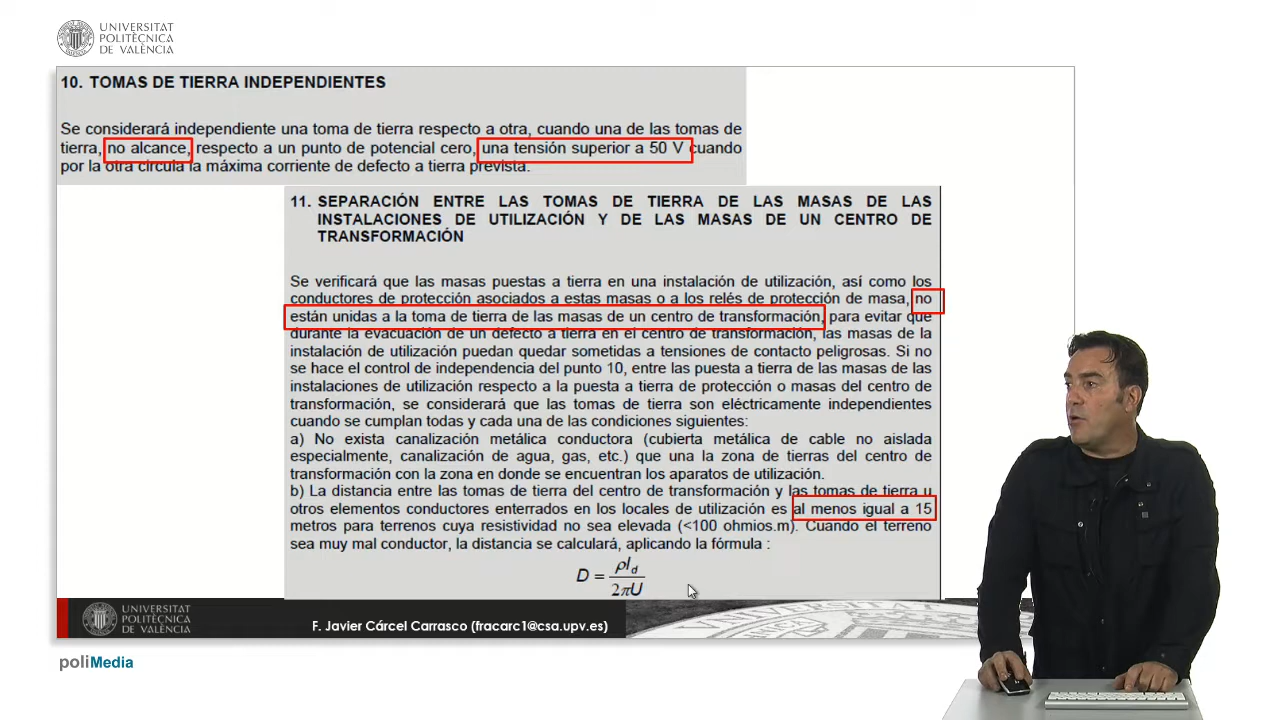 UNIVERSITAT
POLITÈCNICA
DE VALÈNCIA
10. TOMAS DE TIERRA INDEPENDIENTES
Se considerará independiente una toma de tierra respecto a otra, cuando una de las tomas de
tierra, no alcance, respecto a un punto de potencial cero, una tensión superior a 50 V cuando
por la otra circula la máxima corriente de defecto a tierra prevista.
11. SEPARACIÓN ENTRE LAS TOMAS DE TIERRA DE LAS MASAS DE LAS
INSTALACIONES DE UTILIZACIÓN Y DE LAS MASAS DE UN CENTRO DE
TRANSFORMACIÓN
Se verificará que las masas puestas a tierra en una instalación de utilización, así como los
conductores de protección asociados a estas masas o a los relés de protección de masa, no
están unidas a la toma de tierra de las masas de un centro de transformación, para evitar que
durante la evacuación de un defecto a tierra en el centro de transformación, las masas de la
instalación de utilización puedan quedar sometidas a tensiones de contacto peligrosas. Si no
se hace el control de independencia del punto 10, entre las puesta a tierra de las masas de las
instalaciones de utilización respecto a la puesta a tierra de protección o masas del centro de
transformación, se considerará que las tomas de tierra son eléctricamente independientes
cuando se cumplan todas y cada una de las condiciones siguientes:
a) No exista canalización metálica conductora (cubierta metálica de cable no aislada
especialmente, canalización de agua, gas, etc.) que una la zona de tierras del centro de
transformación con la zona en donde se encuentran los aparatos de utilización.
b) La distancia entre las tomas de tierra del centro de transformación y las tomas de tierra u
otros elementos conductores enterrados en los locales de utilización es al menos igual a 15
metros para terrenos cuya resistividad no sea elevada (<100 ohmios.m). Cuando el terreno
sea muy mal conductor, la distancia se calculará, aplicando la fórmula :
D = ρI_d / 2πU
UNIVERSITAT
POLITÈCNICA
DE VALÈNCIA
F. Javier Cárcel Carrasco (fracarc1@csa.upv.es)
poliMedia